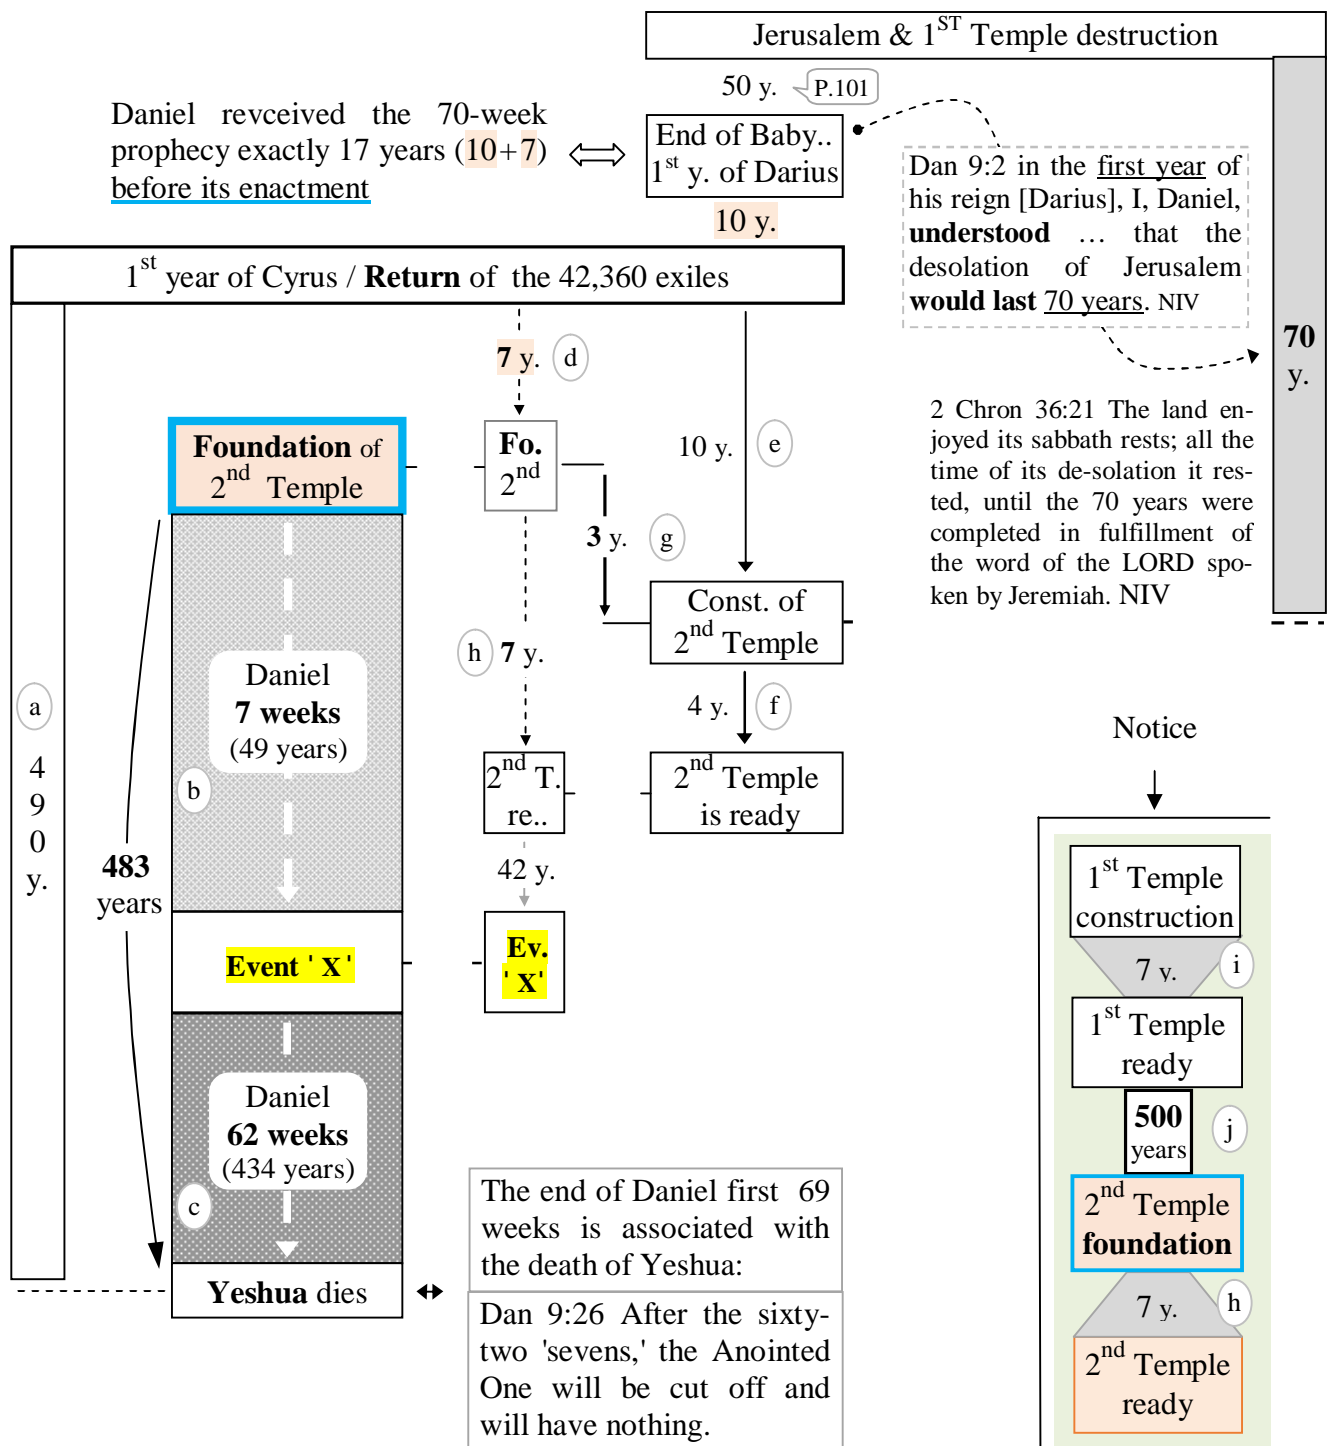 Jerusalem & 1ST Temple destruction
50 y.
P.101
Daniel revceived the 70-week
prophecy exactly 17 years (10+7)
before its enactment
End of Baby..
1st y. of Darius
10 y.
Dan 9:2 in the first year of
his reign [Darius], I, Daniel,
understood … that the
desolation of Jerusalem
would last 70 years. NIV
70
y.
1st year of Cyrus / Return of the 42,360 exiles
7 y.
d
10 y.
e
2 Chron 36:21 The land en-
joyed its sabbath rests; all the
time of its de-solation it res-
ted, until the 70 years were
completed in fulfillment of
the word of the LORD spo-
ken by Jeremiah. NIV
Foundation of
2nd Temple
Fo.
2nd
3 y.
g
Const. of
2nd Temple
h
7 y.
4 y.
f
a
4
9
0
y.
Daniel
7 weeks
(49 years)
b
2nd T.
re..
2nd Temple
is ready
483
years
42 y.
Event ' X '
Ev.
' X'
Daniel
62 weeks
(434 years)
c
Yeshua dies
The end of Daniel first 69
weeks is associated with
the death of Yeshua:
Dan 9:26 After the sixty-
two 'sevens,' the Anointed
One will be cut off and
will have nothing.
Notice
1st Temple
construction
7 y.
i
1st Temple
ready
500
years
j
2nd Temple
foundation
7 y.
h
2nd Temple
ready